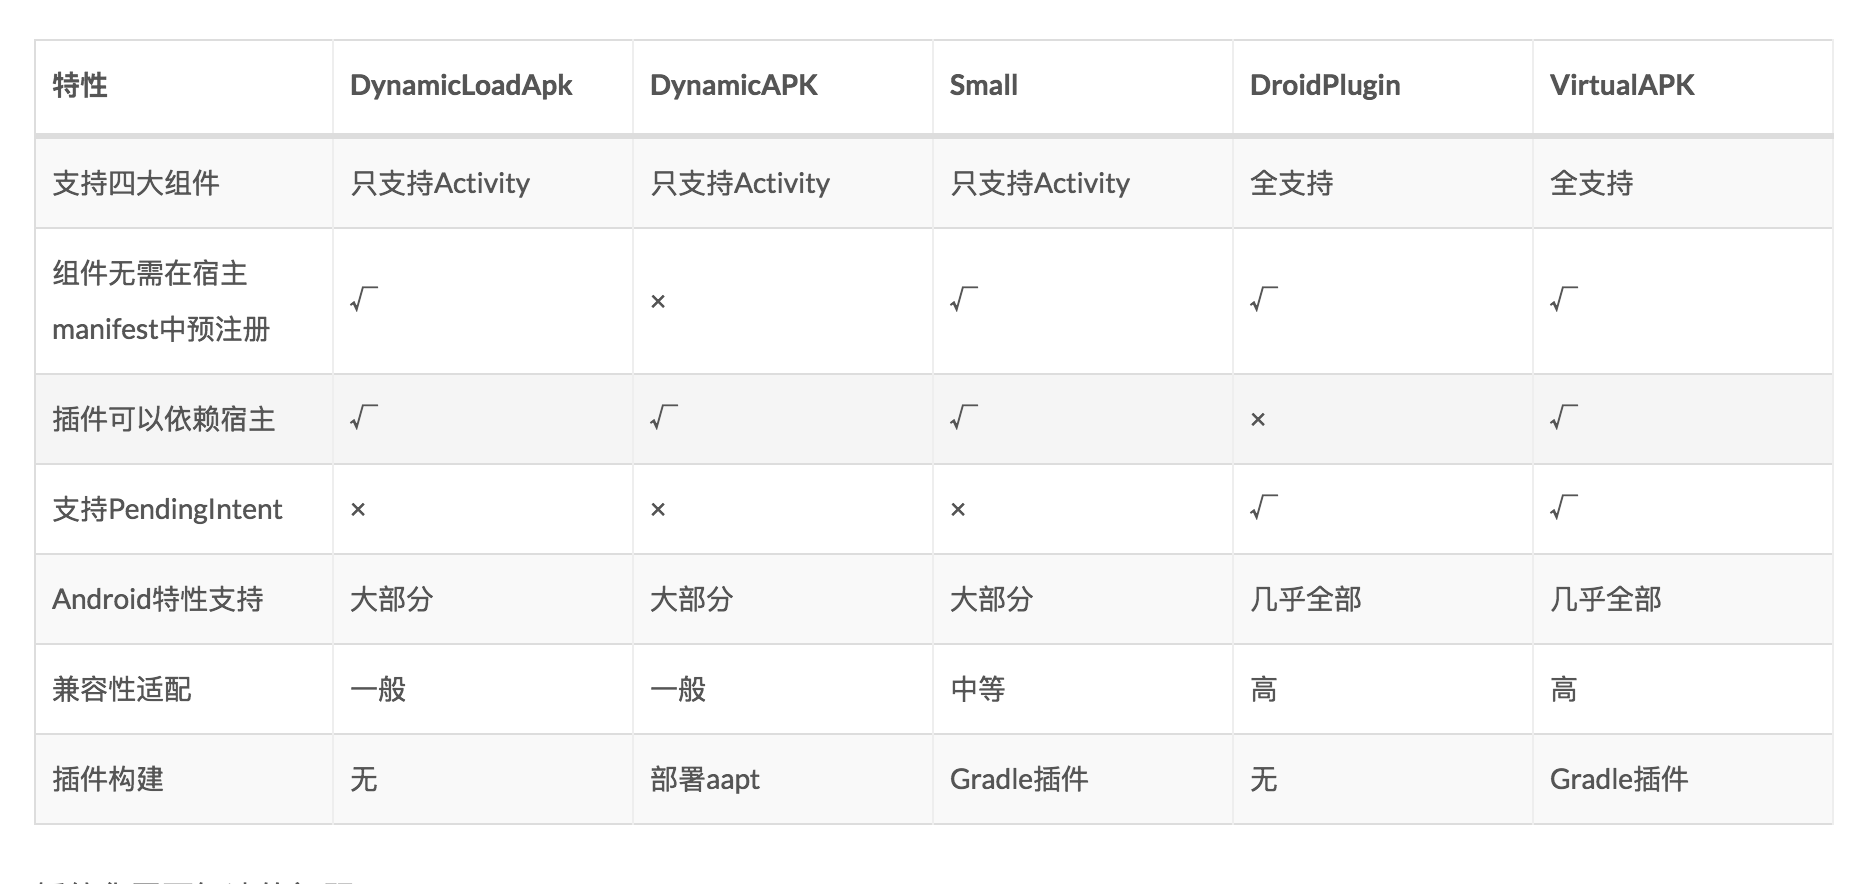 特性 DynamicLoadApk DynamicAPK Small DroidPlugin VirtualAPK
支持四大组件 只支持Activity 只支持Activity 只支持Activity 全支持 全支持
组件无需在宿主
manifest中预注册 √ × √ √ √
插件可以依赖宿主 √ √ √ × √
支持PendingIntent × × × √ √
Android特性支持 大部分 大部分 大部分 几乎全部 几乎全部
兼容性适配 一般 一般 中等 高 高
插件构建 无 部署aapt Gradle插件 无 Gradle插件